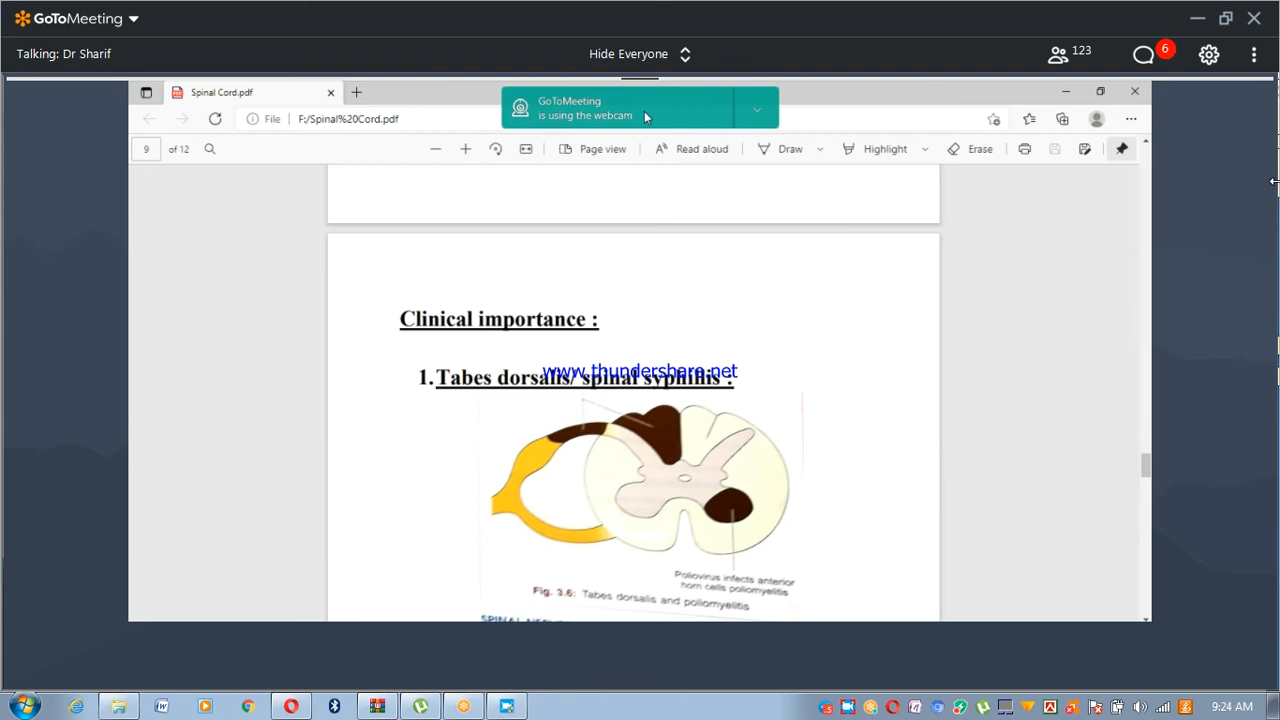 GoToMeeting
Talking: Dr Sharif
Hide Everyone
123
6
Spinal Cord.pdf
GoToMeeting
is using the webcam
File
F:/Spinal%20Cord.pdf
9
of 12
Page view
Read aloud
Draw
Highlight
Erase
Clinical importance :
1. Tabes dorsalis/ spinal syphillis :
www.thundershare.net
Poliovirus infects anterior
horn cells poliomyelitis
Fig. 3.6: Tabes dorsalis and poliomyelitis
9:24 AM